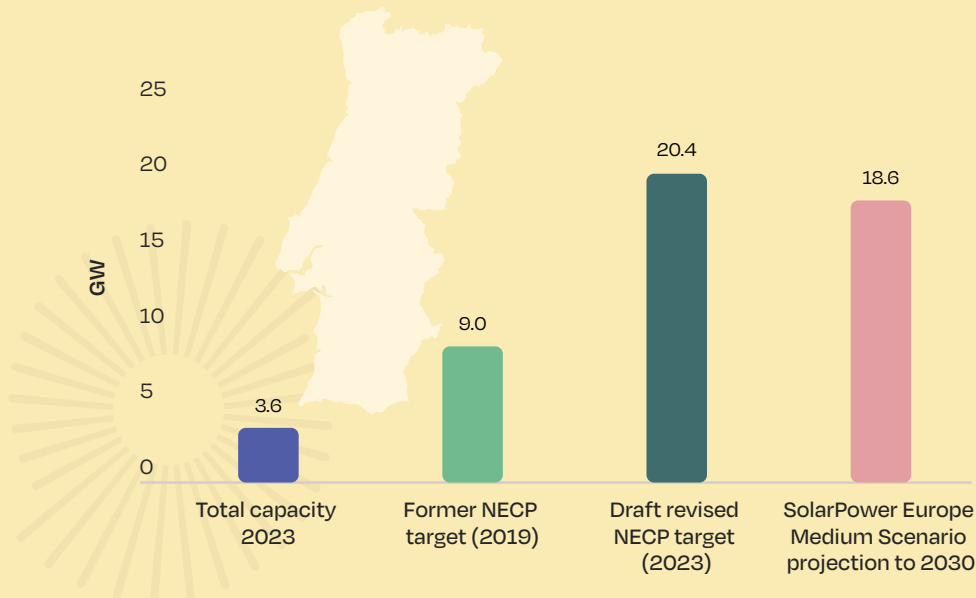 25
20
15
10
5
0
GW
3.6
9.0
20.4
18.6
Total capacity
2023
Former NECP
target (2019)
Draft revised
NECP target
(2023)
SolarPower Europe
Medium Scenario
projection to 2030